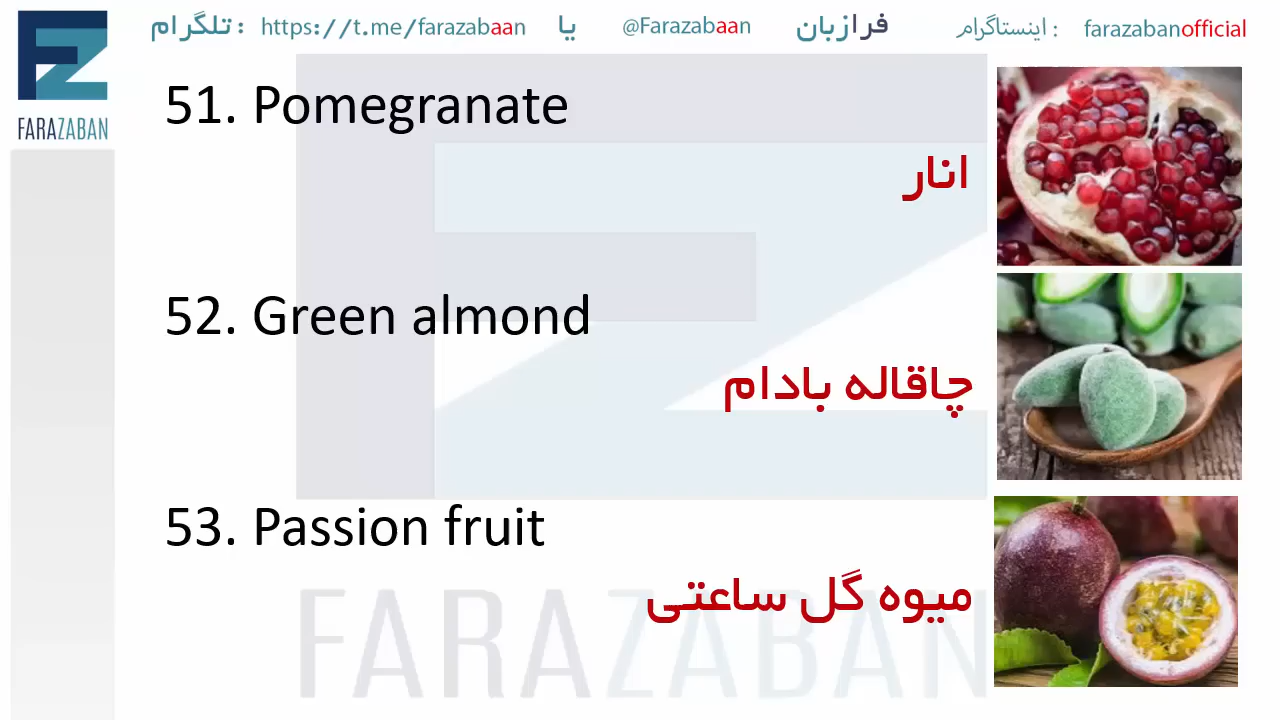 تلگرام : https://t.me/farazabaan یا @Farazabaan فرازبان اینستاگرام : farazabanofficial
FARAZABAN
51. Pomegranate
انار
52. Green almond
چاقاله بادام
53. Passion fruit
میوه گل ساعتی
FARAZABAN